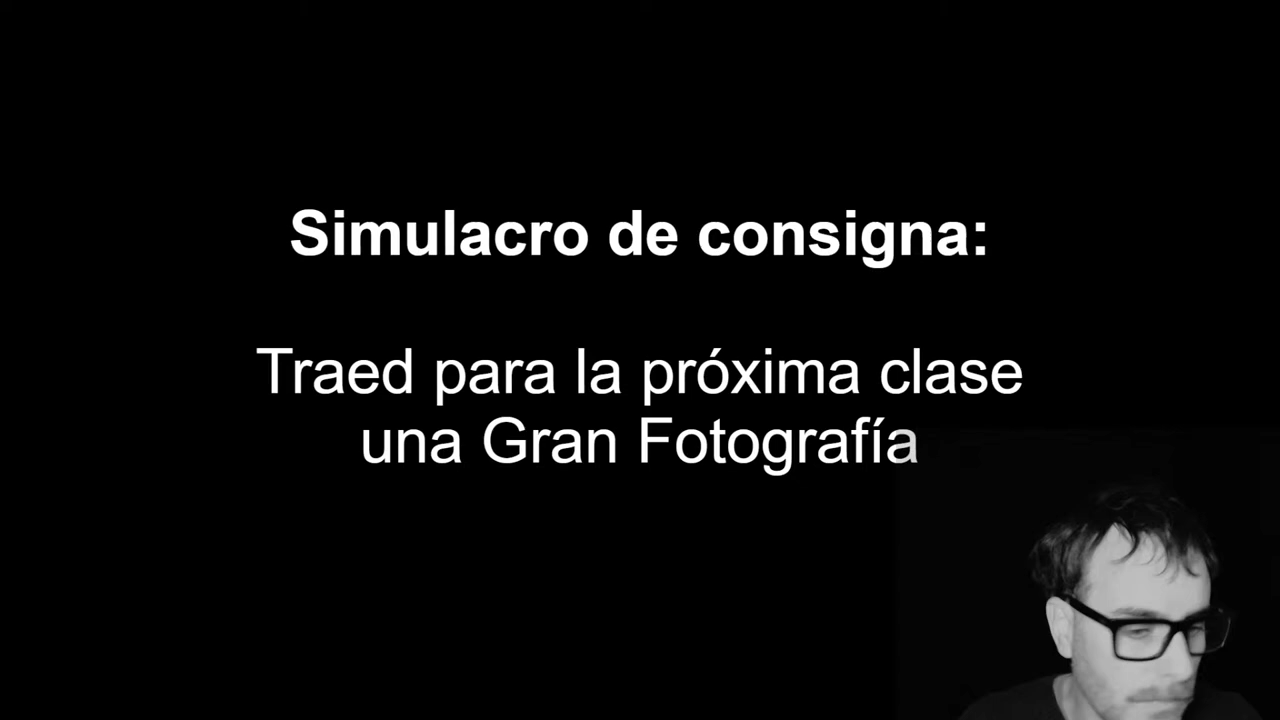 Simulacro de consigna:
Traed para la próxima clase
una Gran Fotografía